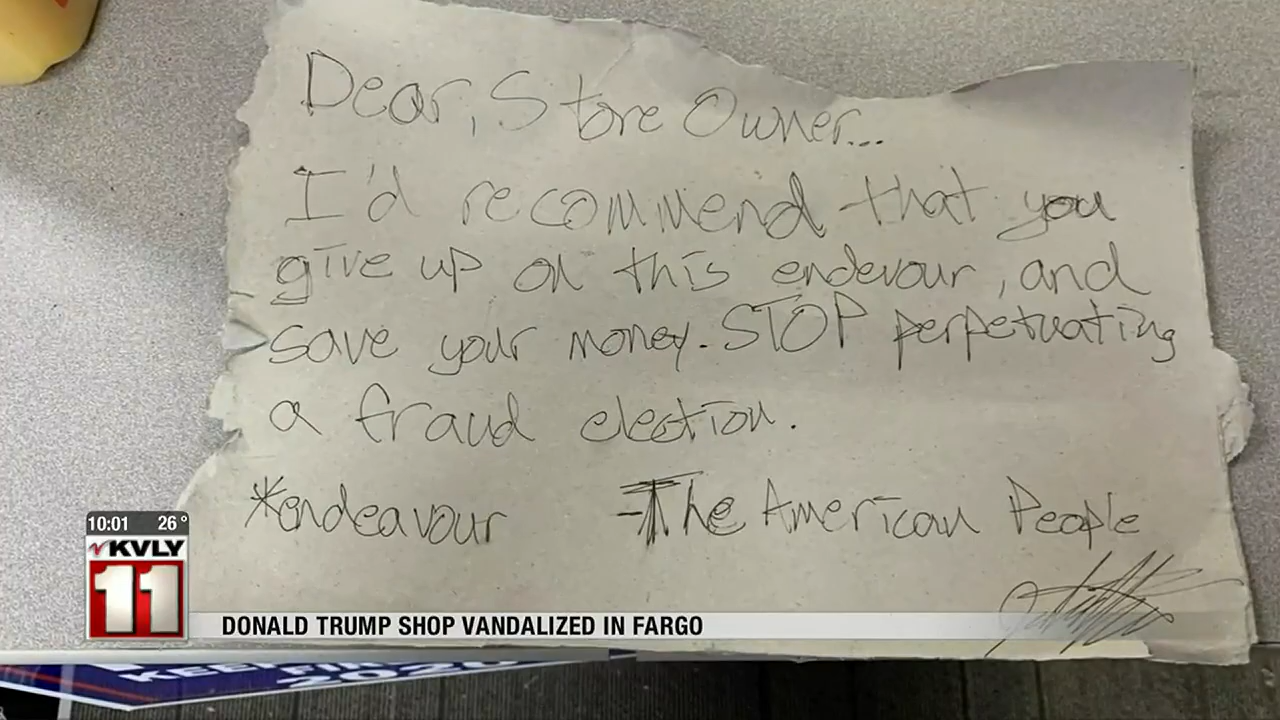 Dear, Store Owner...
I'd recommend that you
give up on this endevour, and
save your money. STOP perpetuating
a fraud election.
*endeavour -The American People
10:01 26°
KVLY
11
DONALD TRUMP SHOP VANDALIZED IN FARGO
2020